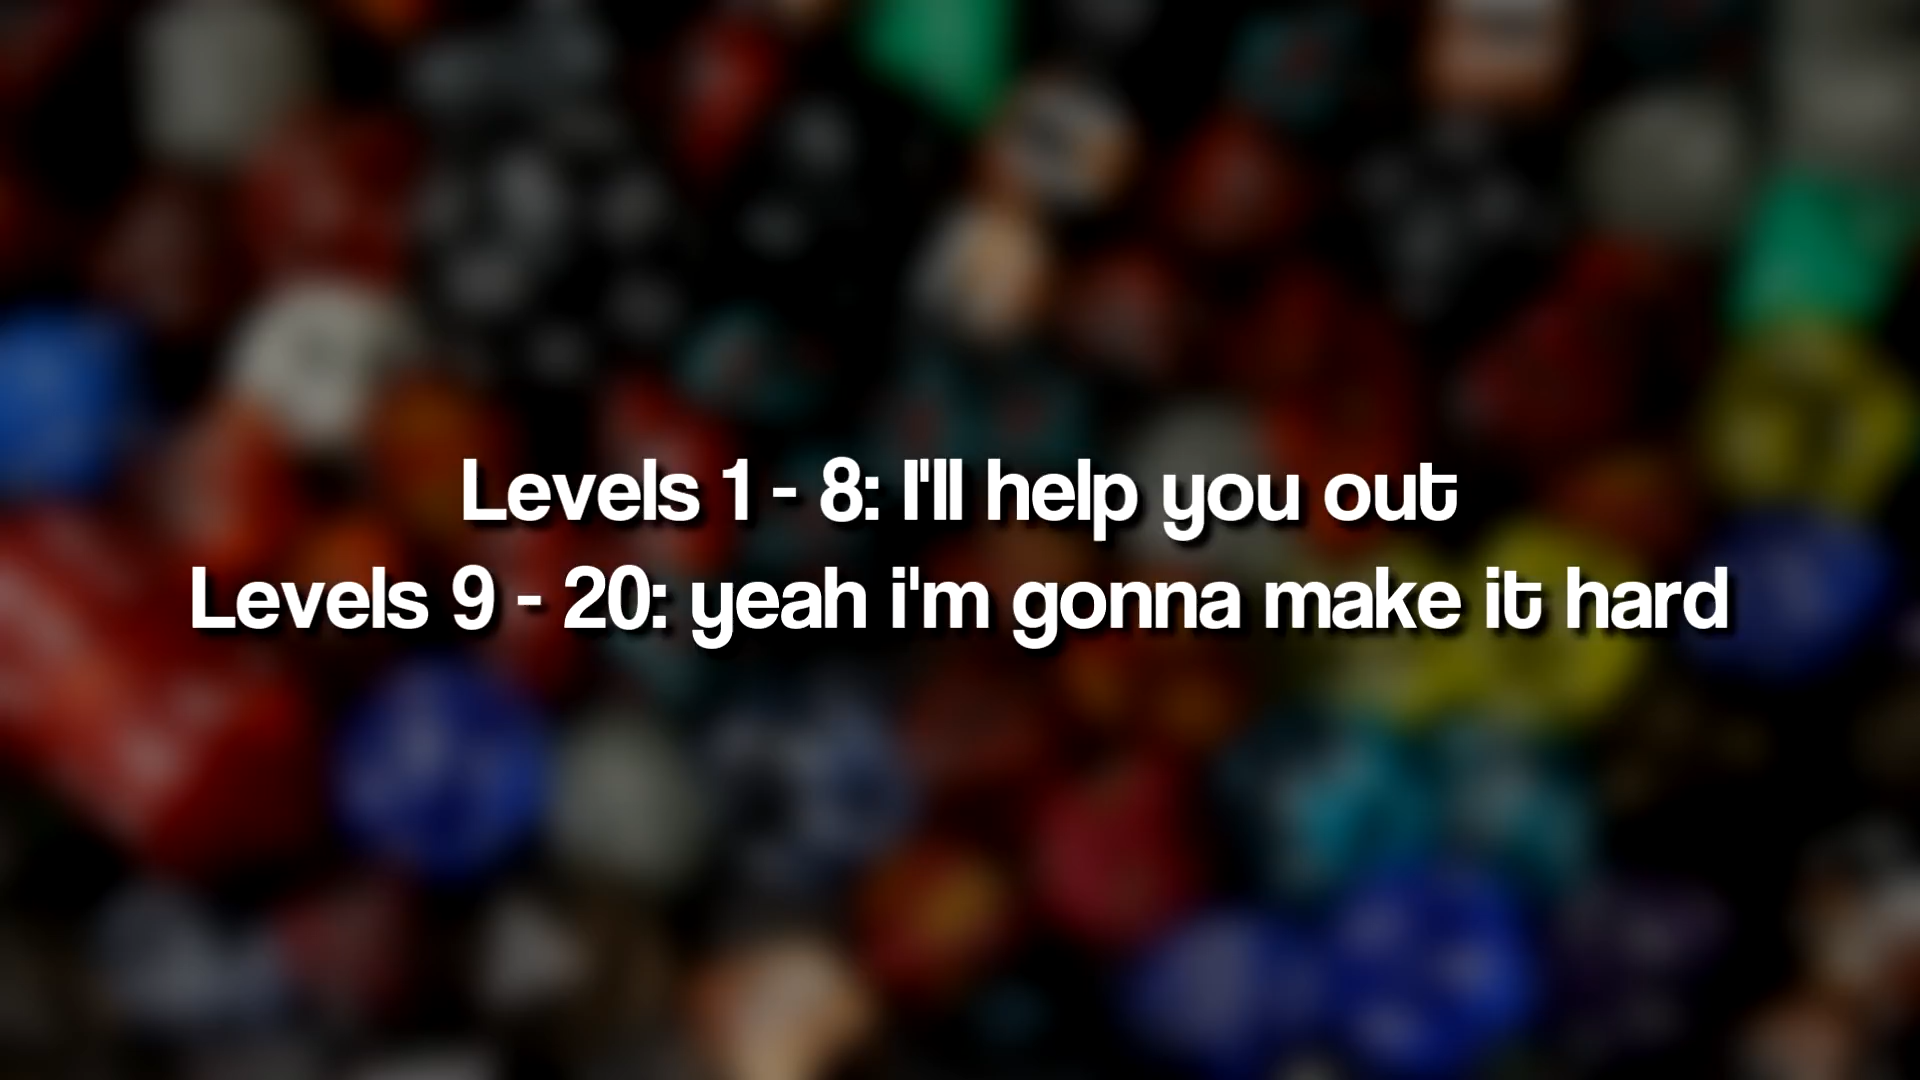 Levels 1 - 8: I'll help you out
Levels 9 - 20: yeah i'm gonna make it hard